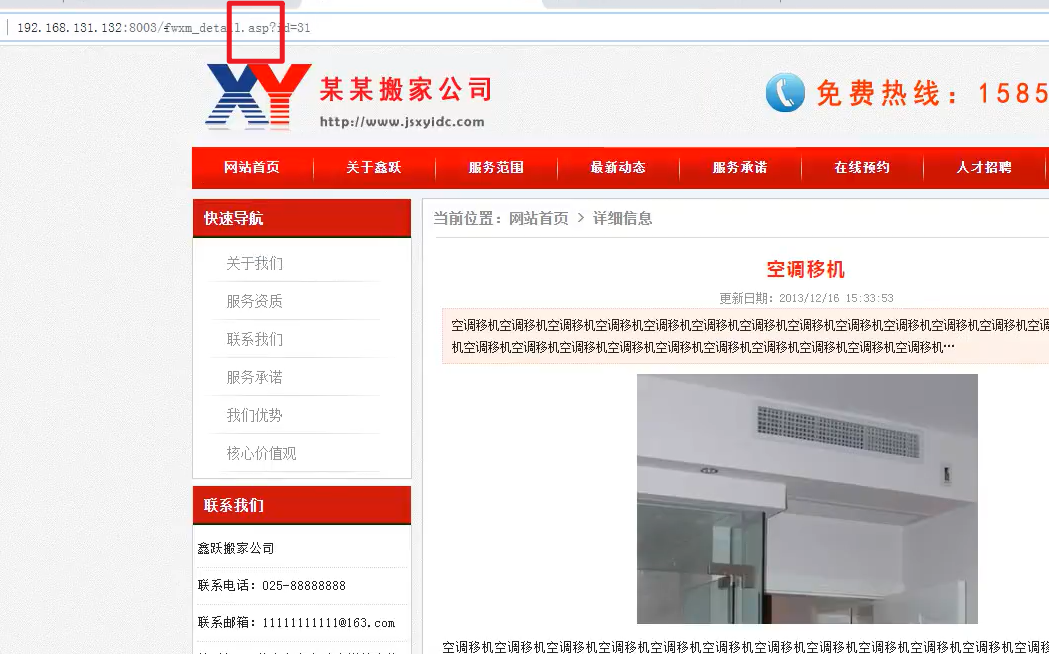 192.168.131.132:8003/fwxm_detail.asp?id=31
XY
某某搬家公司
http://www.jsxyidc.com
免费热线：1585
网站首页 关于鑫跃 服务范围 最新动态 服务承诺 在线预约 人才招聘
快速导航
关于我们
服务资质
联系我们
服务承诺
我们优势
核心价值观
联系我们
鑫跃搬家公司
联系电话：025-88888888
联系邮箱：11111111111@163.com
当前位置：网站首页 > 详细信息
空调移机
更新日期：2013/12/16 15:33:53
空调移机空调移机空调移机空调移机空调移机空调移机空调移机空调移机空调移机空调移机空调移机空调移机空调
机空调移机空调移机空调移机空调移机空调移机空调移机空调移机空调移机空调移机空调移机…
空调移机空调移机空调移机空调移机空调移机空调移机空调移机空调移机空调移机空调移机空调移机空调移